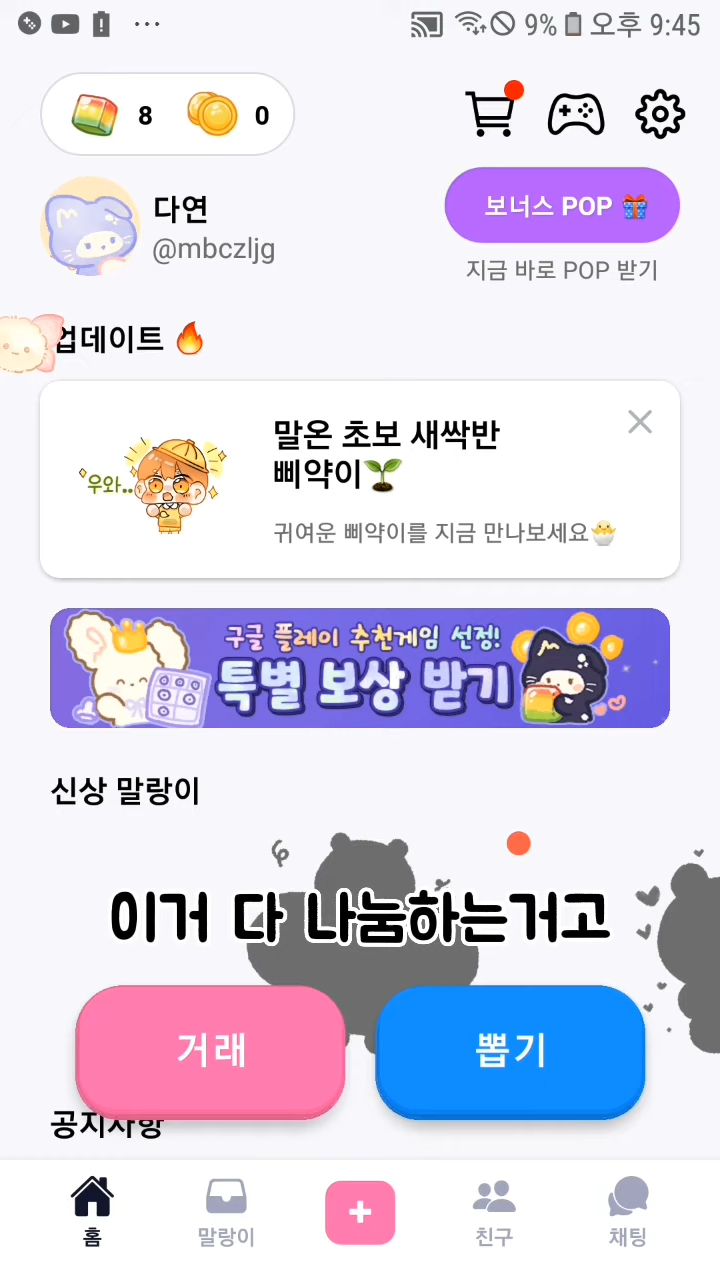 9% 오후 9:45
8 0
다연
@mbczljg
보너스 POP
지금 바로 POP 받기
업데이트
우와..
말온 초보 새싹반
삐약이
귀여운 삐약이를 지금 만나보세요
구글 플레이 추천게임 선정!
특별 보상 받기
신상 말랑이
이거 다 나눔하는거고
거래 뽑기
공지사항
홈 말랑이 친구 채팅